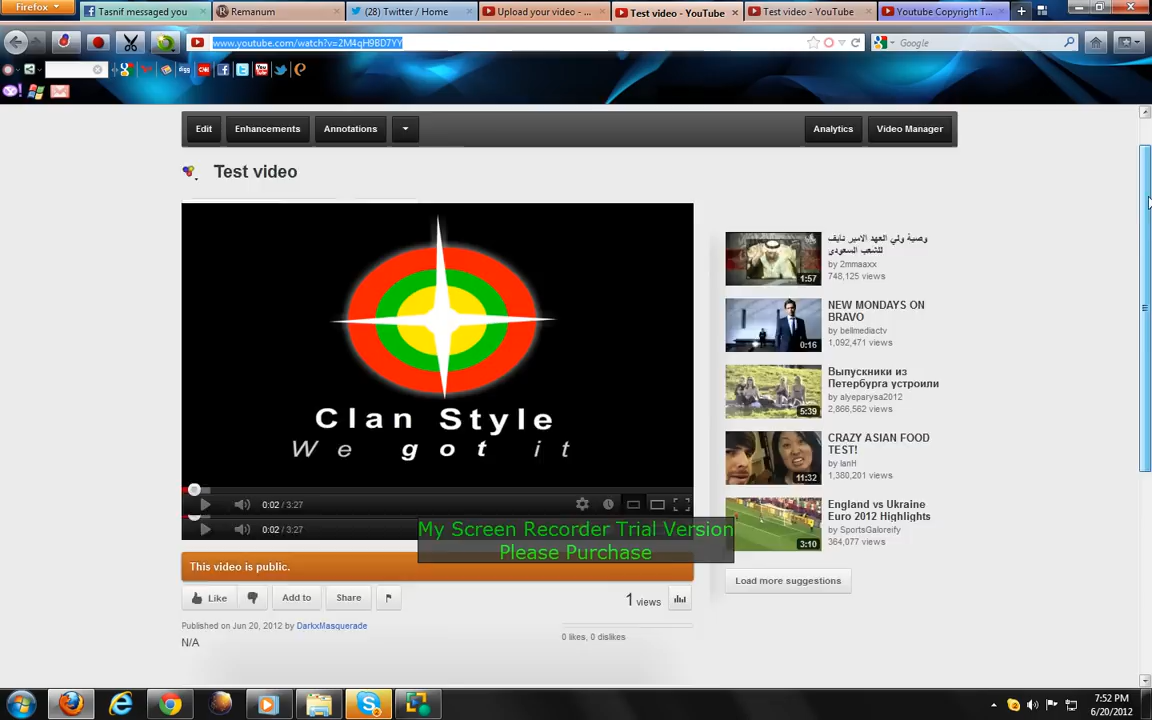 Firefox
Tasnif messaged you
Remanum
(28) Twitter / Home
Upload your video - ...
Test video - YouTube
Test video - YouTube
Youtube Copyright T...
www.youtube.com/watch?v=2M4qH9BD7YY
Google
Edit
Enhancements
Annotations
Analytics
Video Manager
Test video
Clan Style
We got it
0:02 / 3:27
0:02 / 3:27
My Screen Recorder Trial Version
Please Purchase
This video is public.
Like
Add to
Share
1 views
Published on Jun 20, 2012 by DarkxMasquerade
0 likes, 0 dislikes
N/A
وصية ولي العهد الامير نايف
للشعب السعودي
by 2mmaaxx
748,125 views
1:57
NEW MONDAYS ON
BRAVO
by bellmediactv
1,092,471 views
0:16
Выпускники из
Петербурга устроили
by alyeparysa2012
2,866,562 views
5:39
CRAZY ASIAN FOOD
TEST!
by IanH
1,380,201 views
11:32
England vs Ukraine
Euro 2012 Highlights
by SportsGaloreify
364,077 views
3:10
Load more suggestions
7:52 PM
6/20/2012